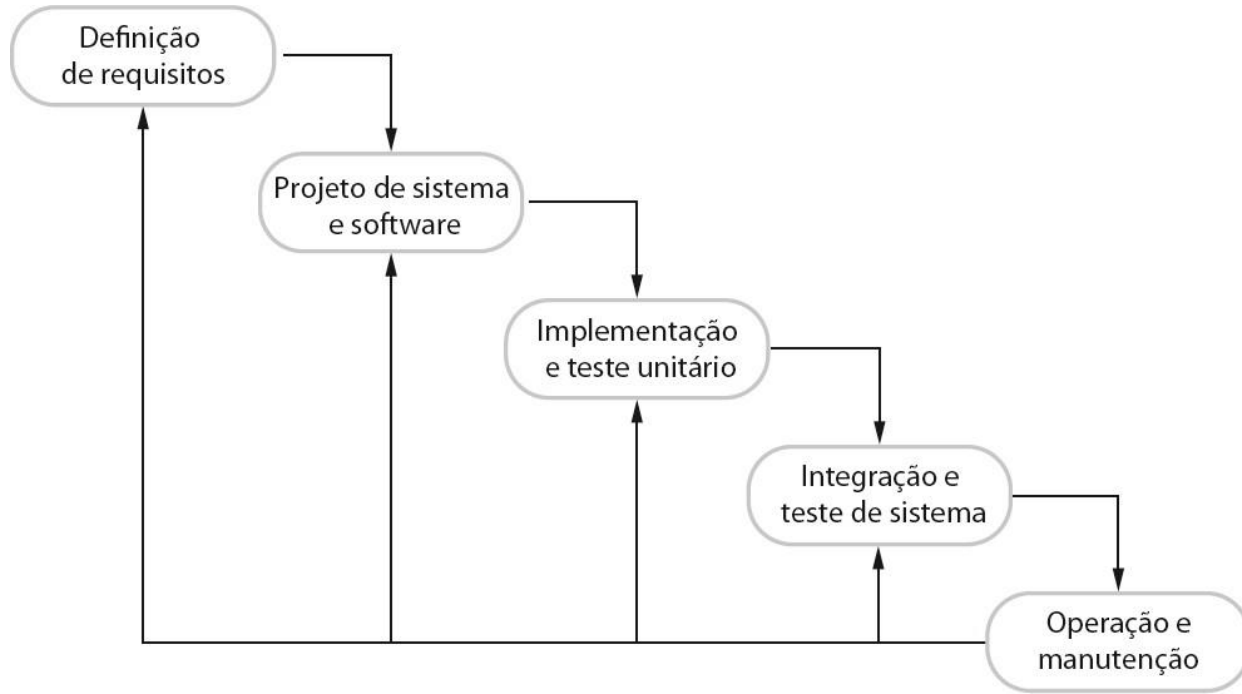 Definição
de requisitos
Projeto de sistema
e software
Implementação
e teste unitário
Integração e
teste de sistema
Operação e
manutenção